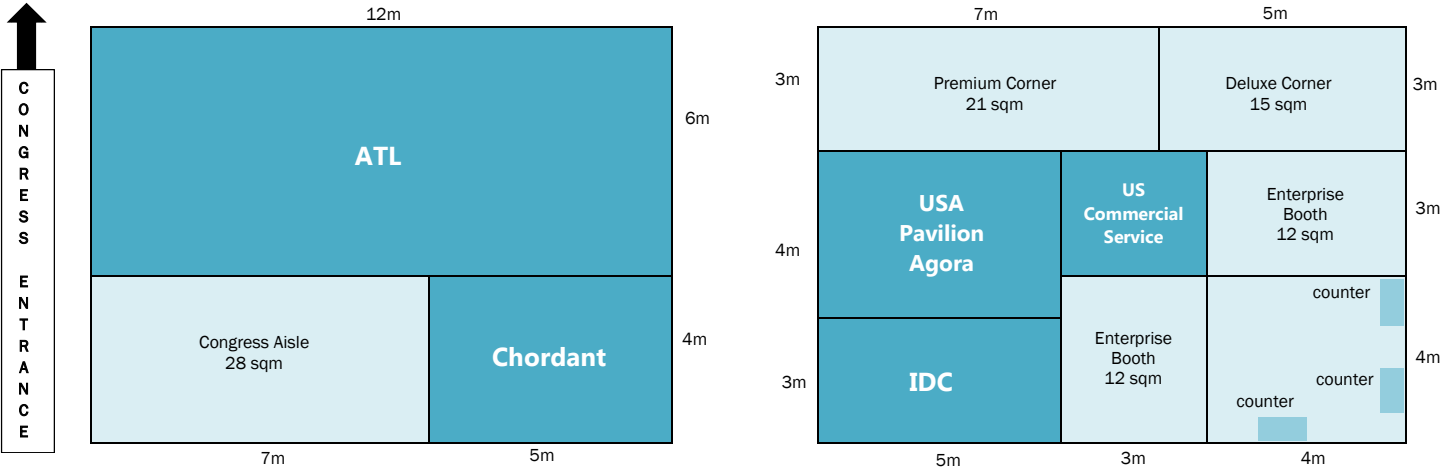 CONGRESS ENTRANCE
12m
ATL
6m
Congress Aisle
28 sqm
Chordant
4m
7m
5m
7m
5m
3m
Premium Corner
21 sqm
Deluxe Corner
15 sqm
3m
USA
Pavilion
Agora
US
Commercial
Service
Enterprise
Booth
12 sqm
3m
4m
IDC
3m
Enterprise
Booth
12 sqm
counter
counter
counter
4m
5m
3m
4m